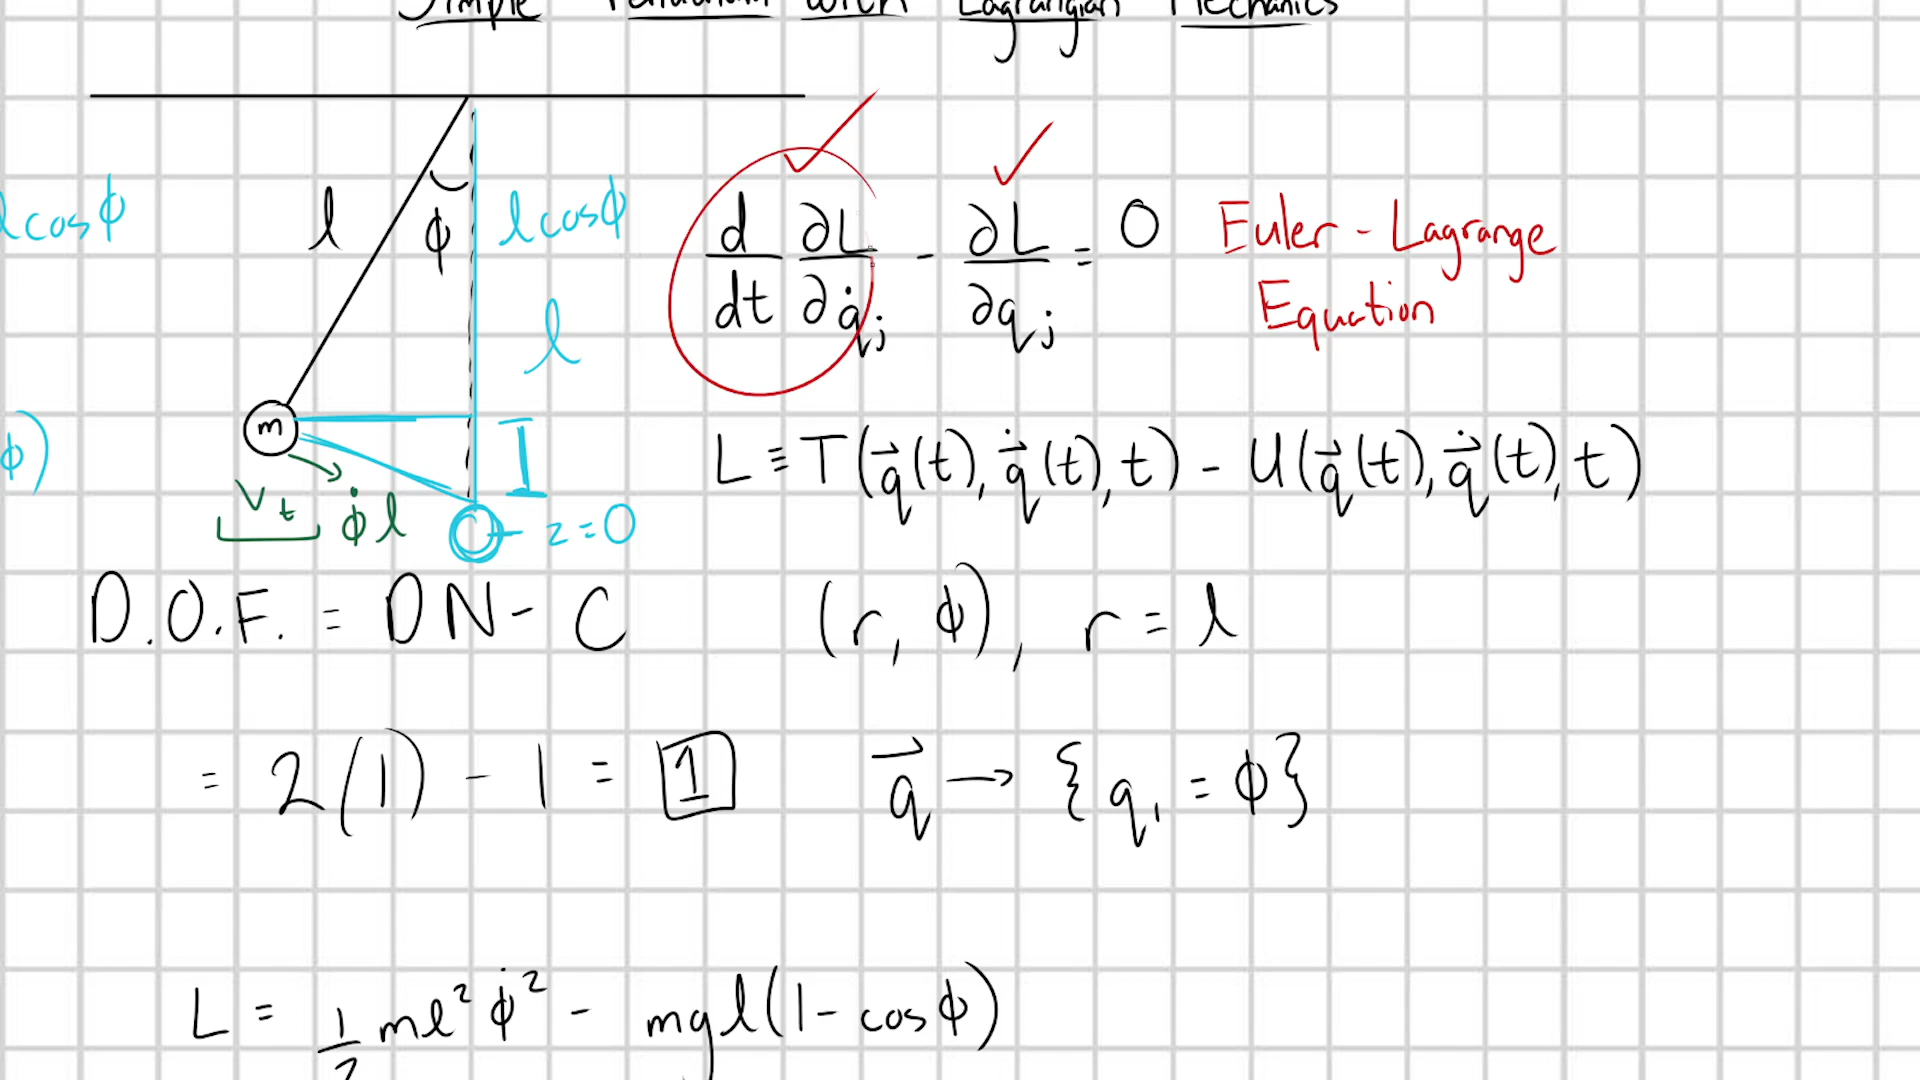 Simple Pendulum with Lagrangian Mechanics
l cos ϕ
l
ϕ
l cos ϕ
l
m
ϕ)
v_t
ϕ̇ l
z = 0
d/dt ∂L/∂q̇_j - ∂L/∂q_j = 0
Euler - Lagrange
Equation
L ≡ T(q⃗(t), q⃗̇(t), t) - U(q⃗(t), q⃗̇(t), t)
D.O.F. = DN - C
(r, ϕ), r = l
= 2(1) - 1 = 1
q⃗ → {q₁ = ϕ}
L = 1/2 ml²ϕ̇² - mgl(1 - cos ϕ)